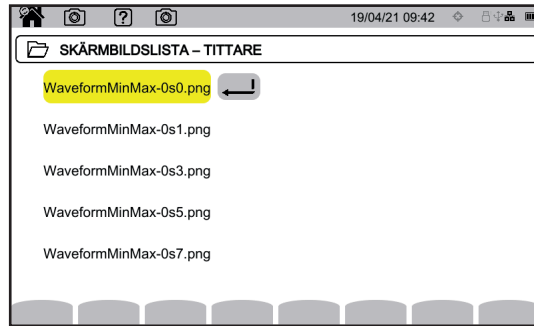 19/04/21 09:42
SKÄRMBILDSLISTA – TITTARE
WaveformMinMax-0s0.png
WaveformMinMax-0s1.png
WaveformMinMax-0s3.png
WaveformMinMax-0s5.png
WaveformMinMax-0s7.png